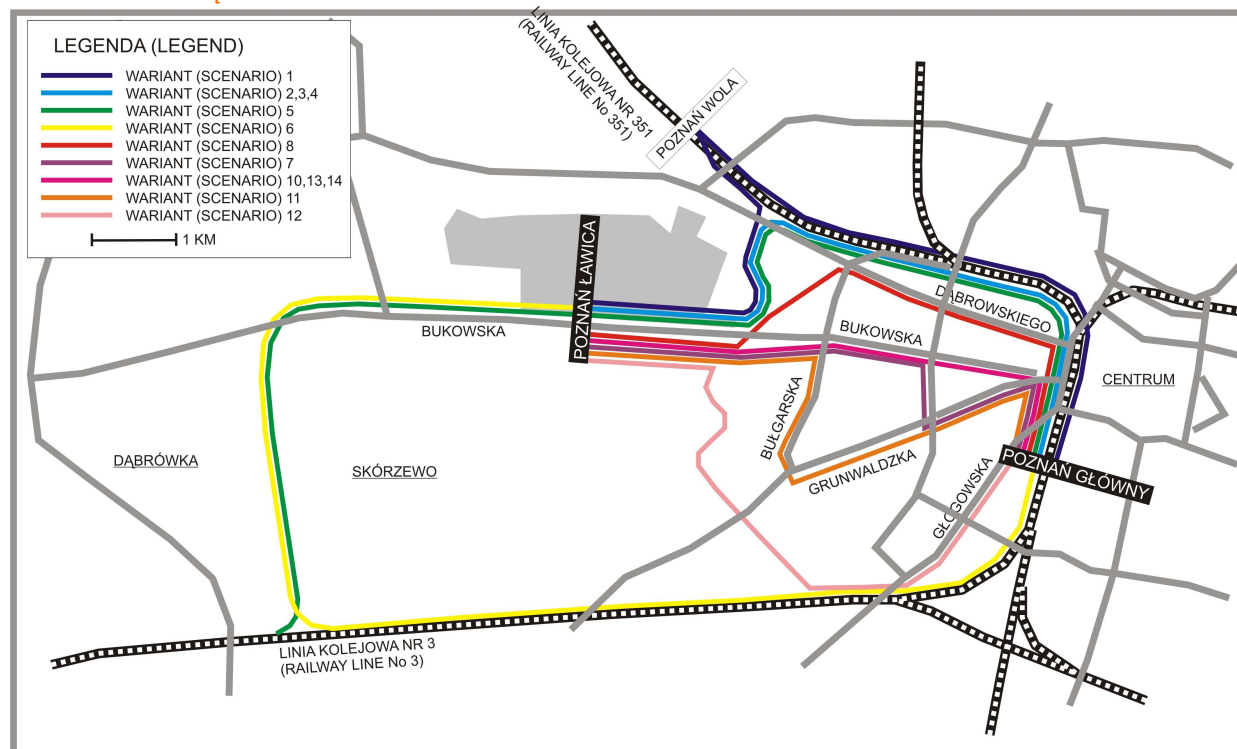 LEGENDA (LEGEND)
WARIANT (SCENARIO) 1
WARIANT (SCENARIO) 2,3,4
WARIANT (SCENARIO) 5
WARIANT (SCENARIO) 6
WARIANT (SCENARIO) 8
WARIANT (SCENARIO) 7
WARIANT (SCENARIO) 10,13,14
WARIANT (SCENARIO) 11
WARIANT (SCENARIO) 12
1 KM
LINIA KOLEJOWA NR 351
(RAILWAY LINE No 351)
POZNAŃ WOLA
POZNAŃ ŁAWICA
BUKOWSKA
DĄBROWSKIEGO
BUKOWSKA
CENTRUM
BUŁGARSKA
GRUNWALDZKA
GŁOGOWSKA
POZNAŃ GŁÓWNY
DĄBRÓWKA
SKÓRZEWO
LINIA KOLEJOWA NR 3
(RAILWAY LINE No 3)